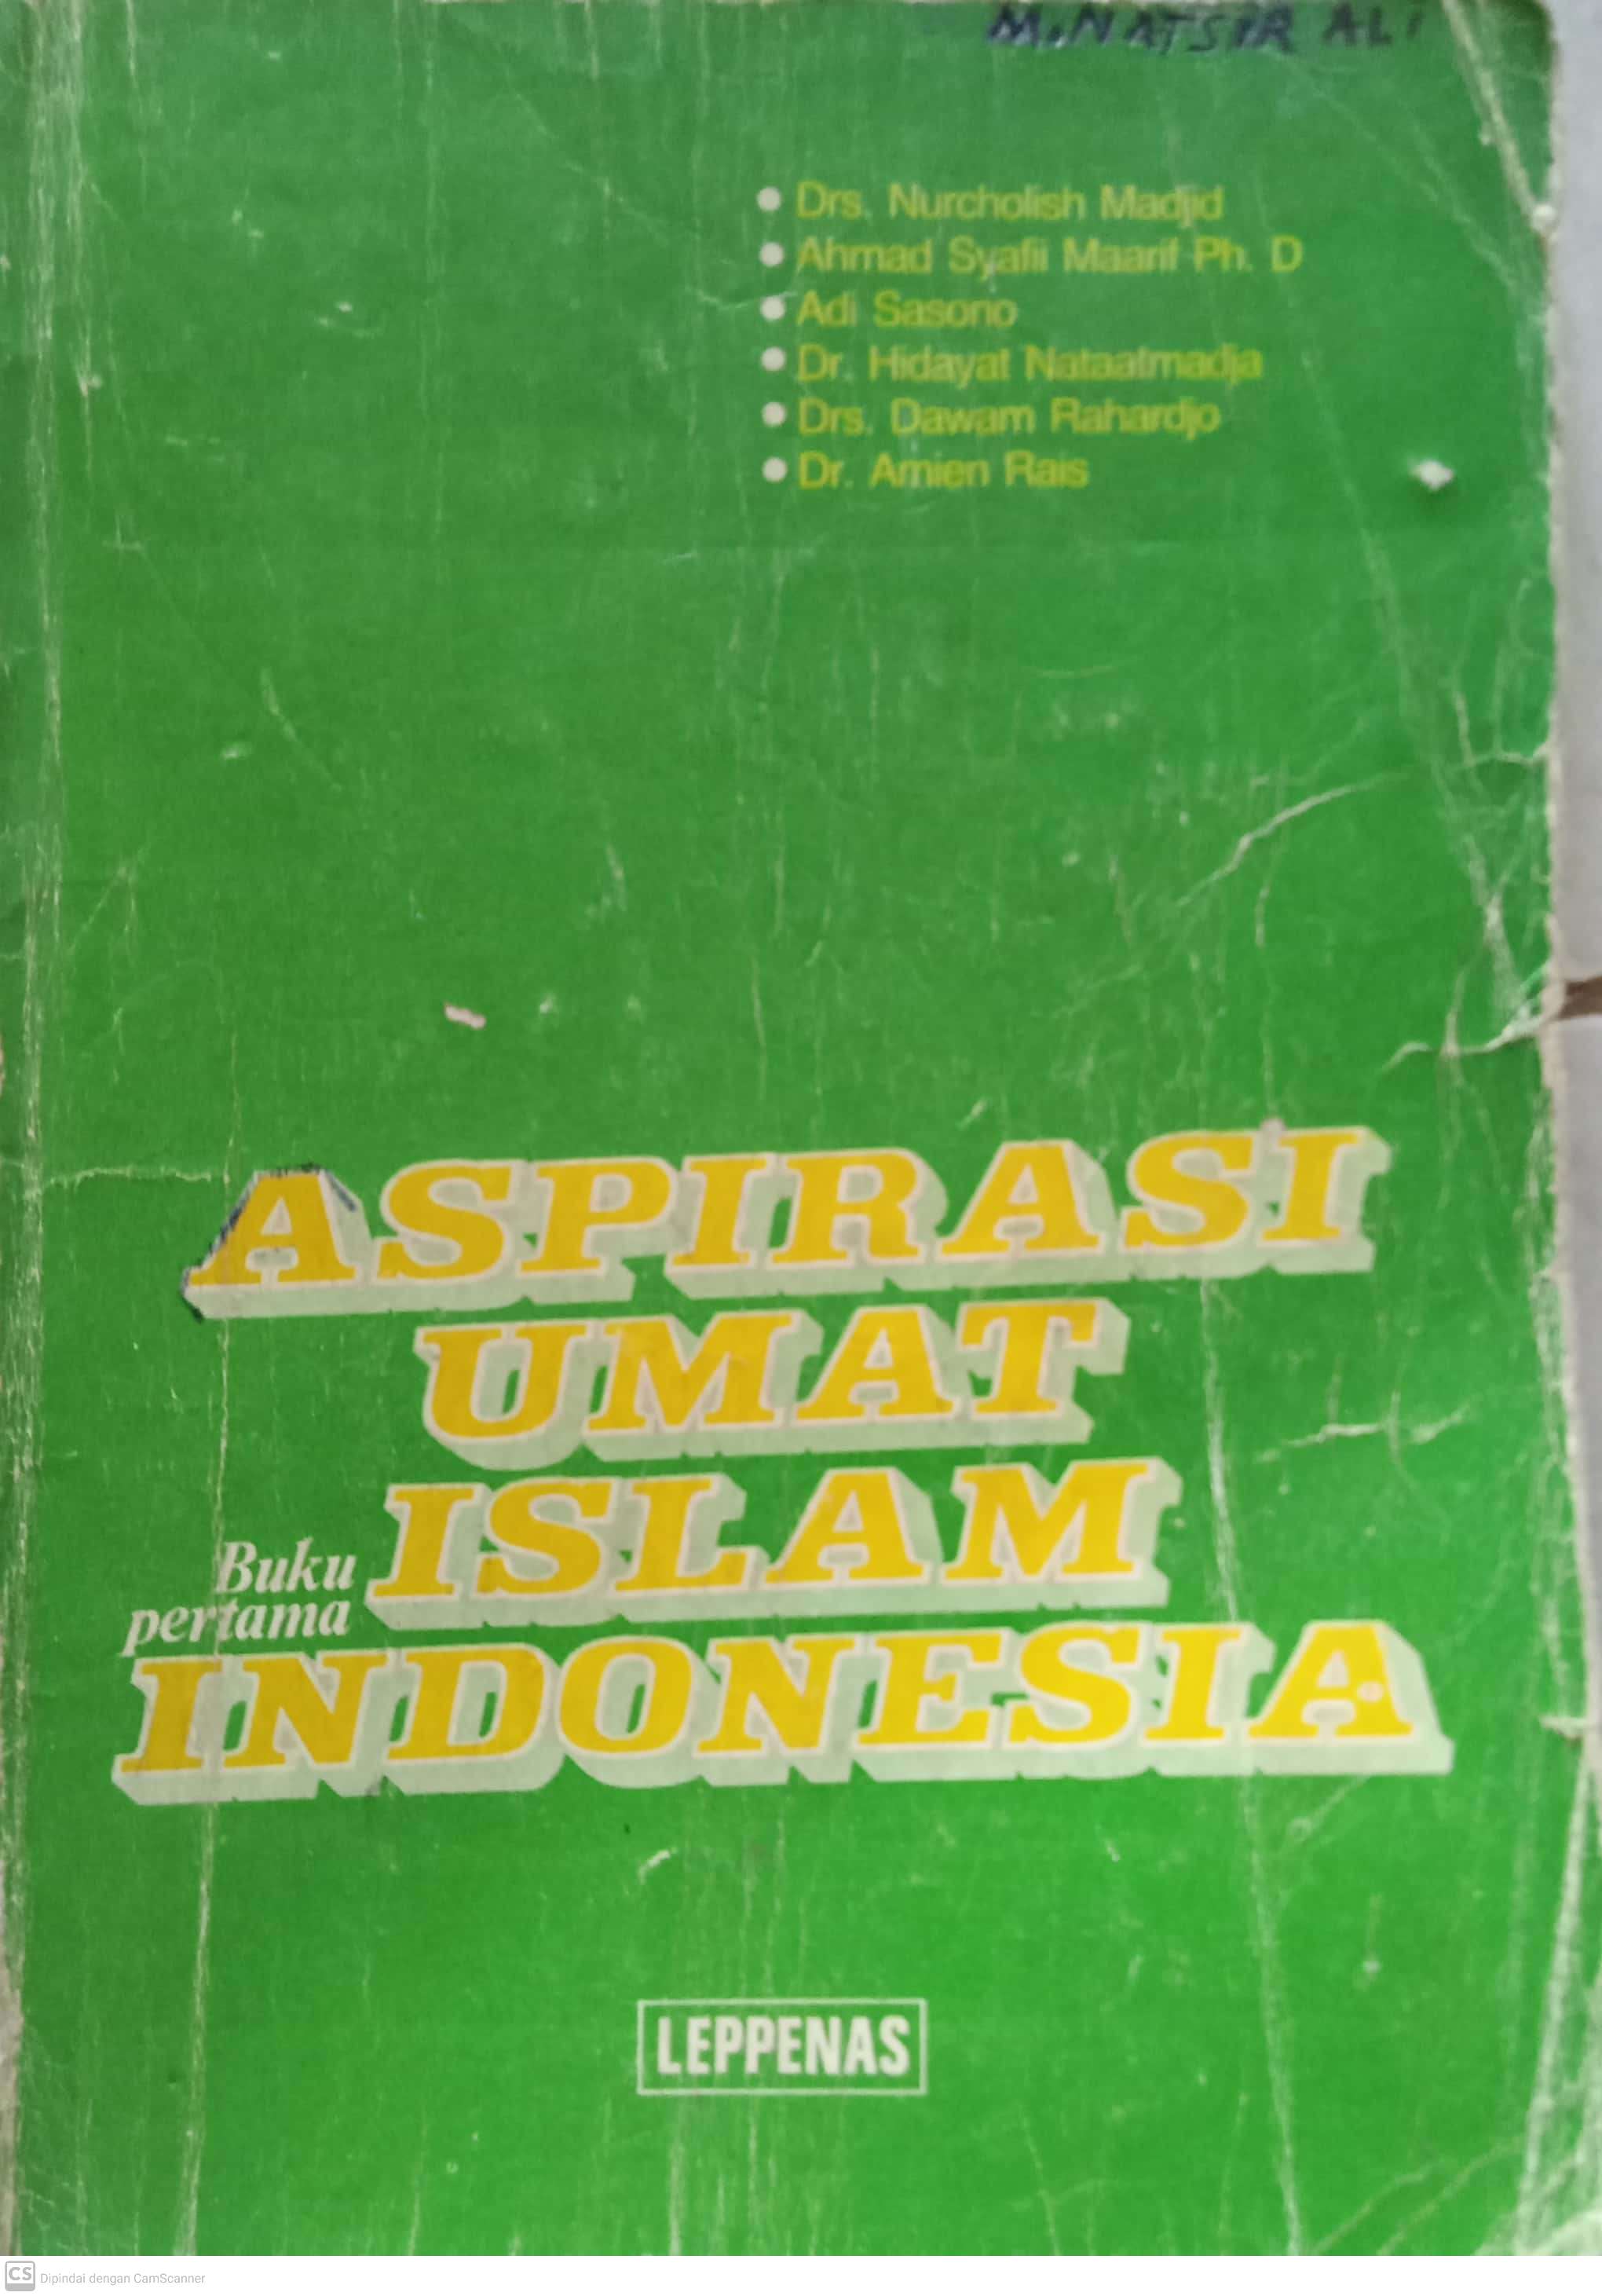 M. NATSIR ALI
• Drs. Nurcholish Madjid
• Ahmad Syafii Maarif Ph. D
• Adi Sasono
• Dr. Hidayat Nataatmadja
• Drs. Dawam Rahardjo
• Dr. Amien Rais
ASPIRASI
UMAT
ISLAM
Buku
pertama
INDONESIA
LEPPENAS
CS Dipindai dengan CamScanner